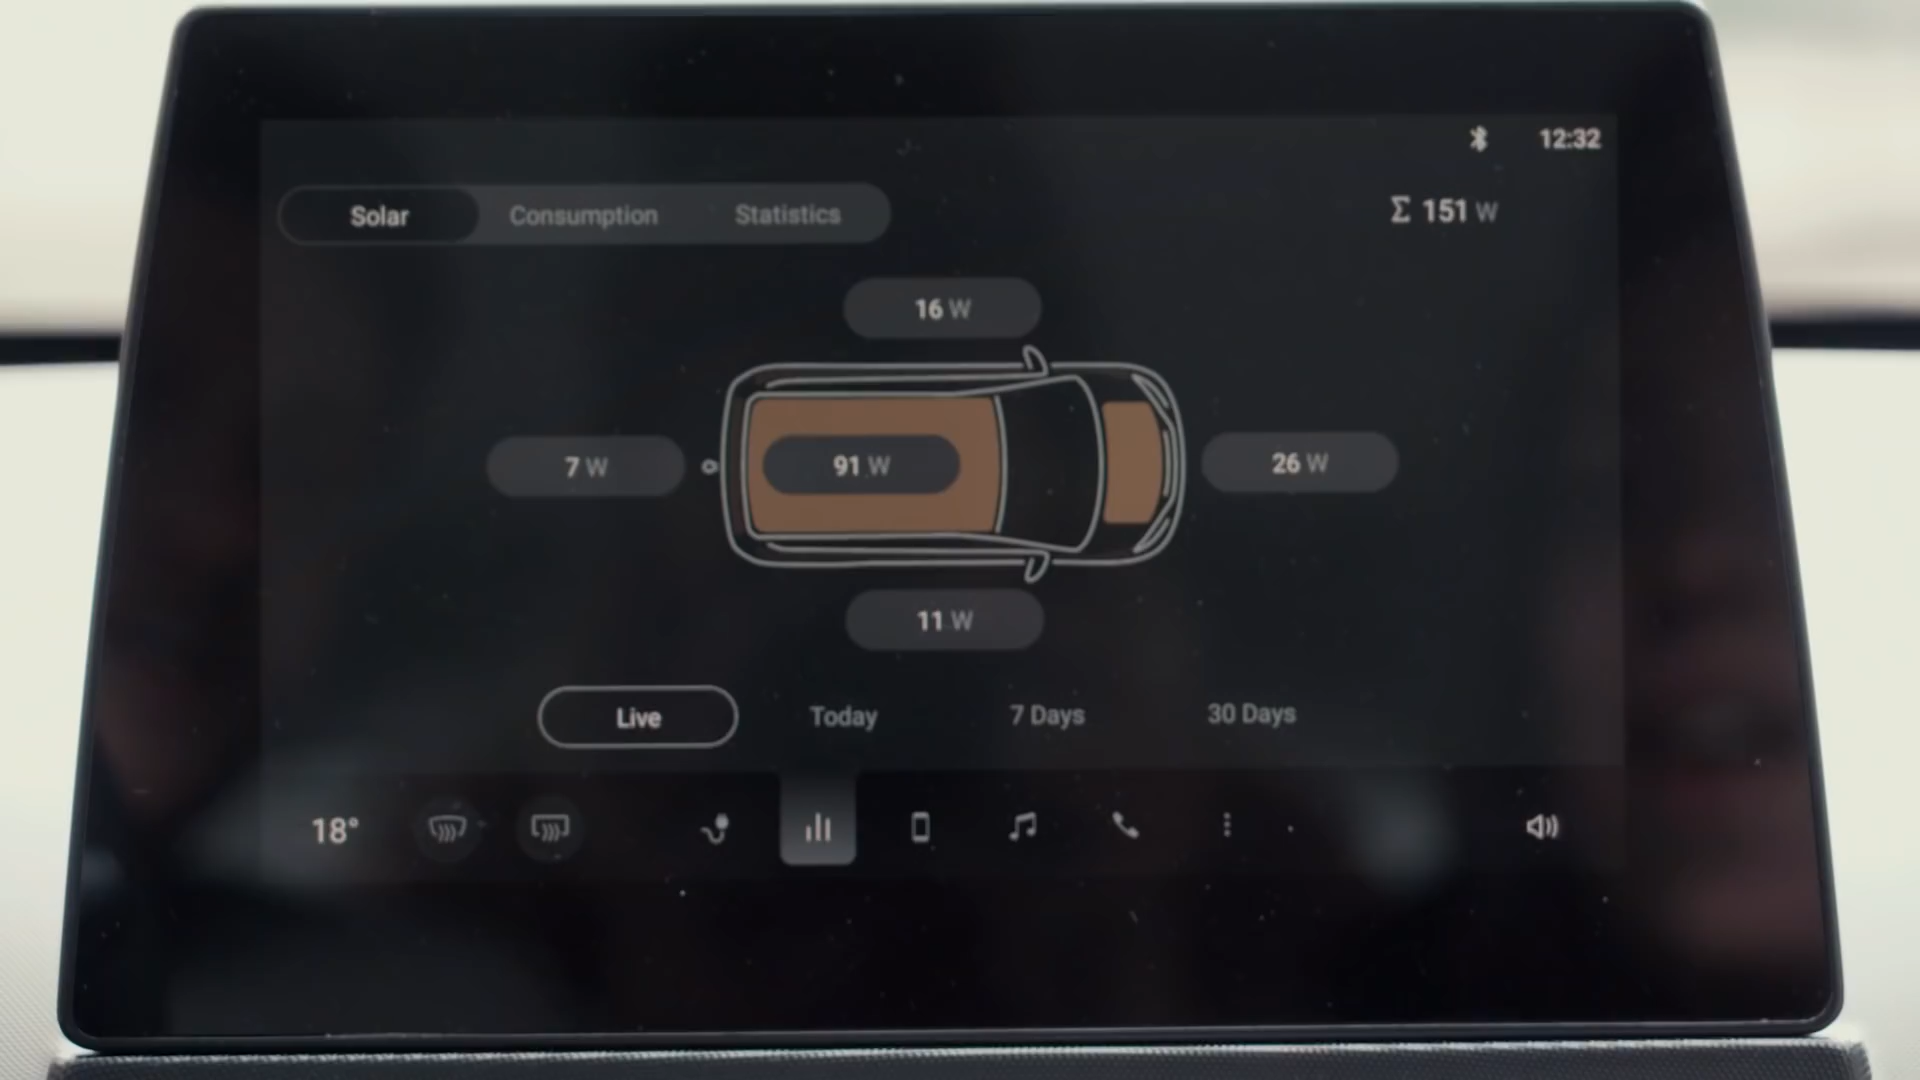 12:32
Solar Consumption Statistics
Σ 151 W
16 W
7 W
91 W
26 W
11 W
Live Today 7 Days 30 Days
18°